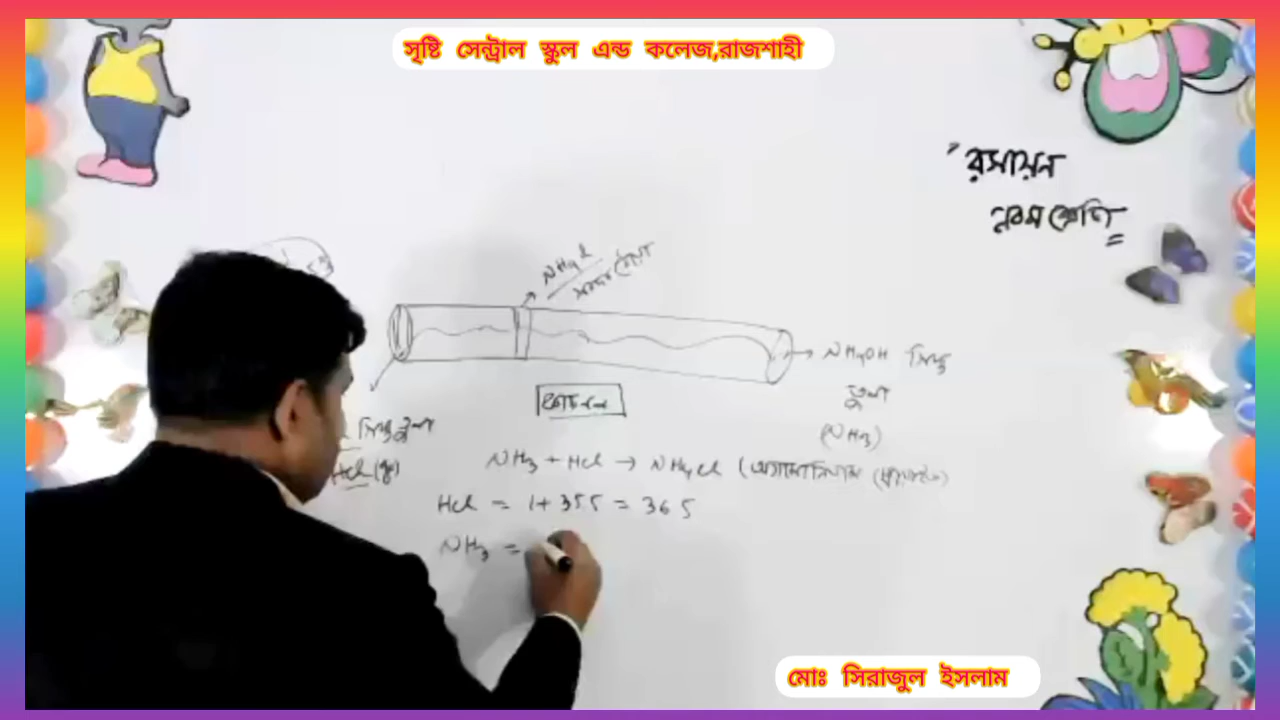 সৃষ্টি সেন্ট্রাল স্কুল এন্ড কলেজ,রাজশাহী
রসায়ন
নবম শ্রেণি
NH4Cl
সাদা ধোঁয়া
NH4OH সিক্ত
তুলা
(NH3)
সিক্ত তুলা
HCl
NH3 + HCl → NH4Cl (অ্যামোনিয়াম ক্লোরাইড)
HCl = 1+35.5 = 36.5
NH3 =
মোঃ সিরাজুল ইসলাম